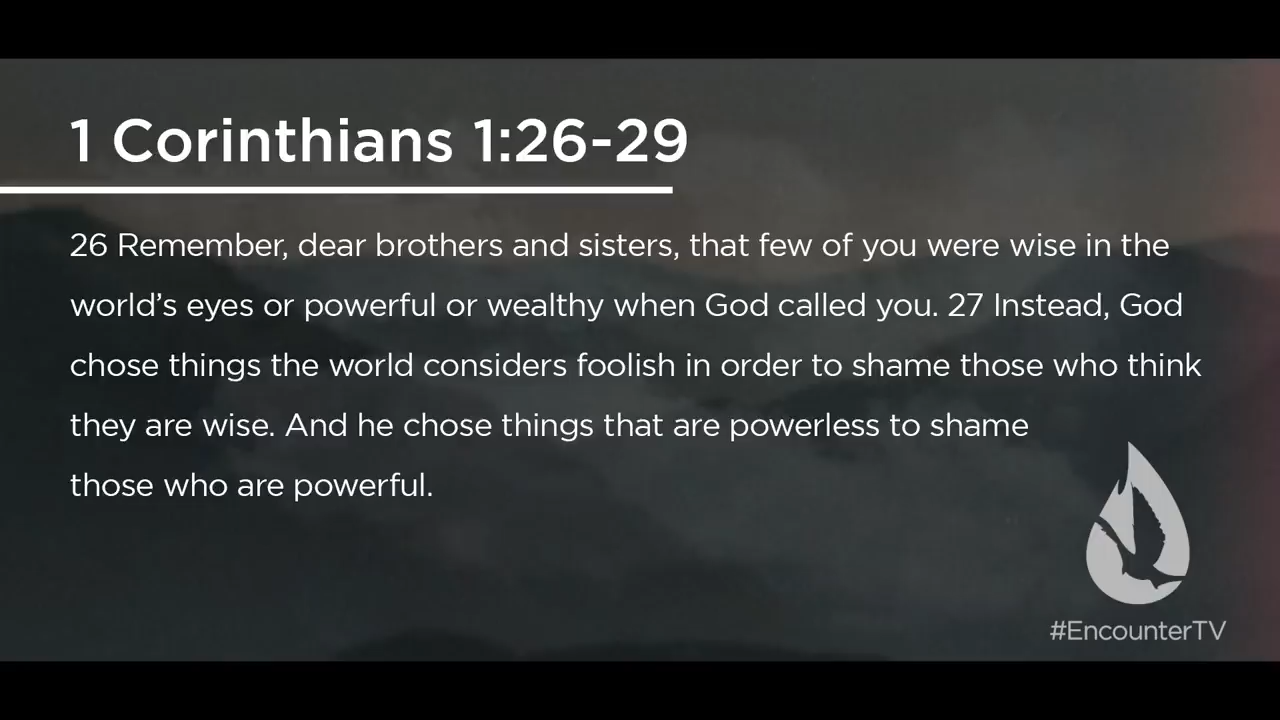 1 Corinthians 1:26-29
26 Remember, dear brothers and sisters, that few of you were wise in the
world’s eyes or powerful or wealthy when God called you. 27 Instead, God
chose things the world considers foolish in order to shame those who think
they are wise. And he chose things that are powerless to shame
those who are powerful.
#EncounterTV